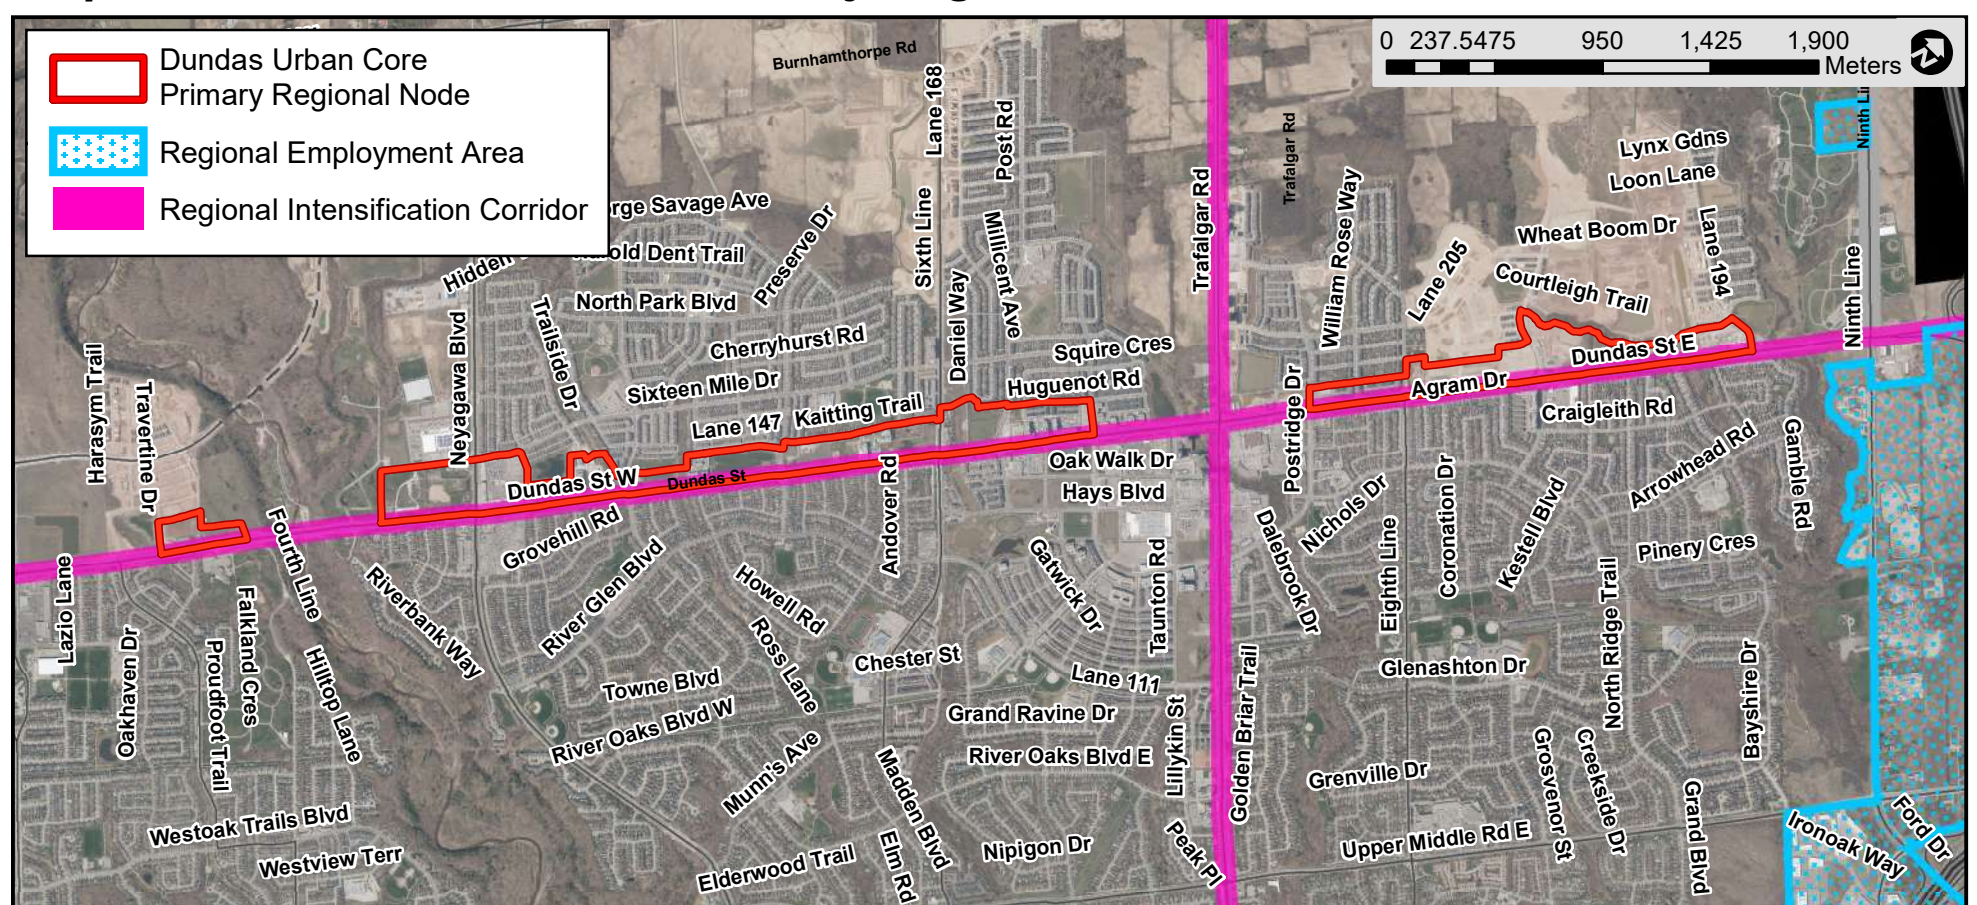 Dundas Urban Core
Primary Regional Node
Regional Employment Area
Regional Intensification Corridor
0 237.5475 950 1,425 1,900
Meters
Burnhamthorpe Rd
Lane 168
Post Rd
Trafalgar Rd
Trafalgar Rd
Ninth
Lynx Gdns
Loon Lane
rge Savage Ave
old Dent Trail
Hidden
Preserve Dr
North Park Blvd
Sixth Line
Millicent Ave
Daniel Way
William Rose Way
Lane 205
Wheat Boom Dr
Lane 194
Courtleigh Trail
Ninth Line
Harasym Trail
Travertine Dr
Neyagawa Blvd
Trailside Dr
Cherryhurst Rd
Sixteen Mile Dr
Lane 147
Kaitting Trail
Squire Cres
Huguenot Rd
Dundas St E
Agram Dr
Postridge Dr
Craigleith Rd
Dundas St W
Dundas St
Oak Walk Dr
Hays Blvd
Andover Rd
Grovehill Rd
Fourth Line
Lazio Lane
Oakhaven Dr
Proudfoot Trail
Falkland Cres
Hilltop Lane
Riverbank Way
River Glen Blvd
Howell Rd
Ross Lane
Chester St
Gatwick Dr
Taunton Rd
Dalebrook Dr
Nichols Dr
Eighth Line
Coronation Dr
Kestell Blvd
Arrowhead Rd
Gamble Rd
Pinery Cres
North Ridge Trail
Glenashton Dr
Bayshire Dr
Towne Blvd
River Oaks Blvd W
Munn's Ave
Lane 111
Grand Ravine Dr
River Oaks Blvd E
Lillykin St
Golden Briar Trail
Grenville Dr
Grosvenor St
Creekside Dr
Grand Blvd
Westoak Trails Blvd
Westview Terr
Madden Blvd
Elderwood Trail
Elm Rd
Nipigon Dr
Peak Pl
Upper Middle Rd E
Ironoak Way
Ford Dr